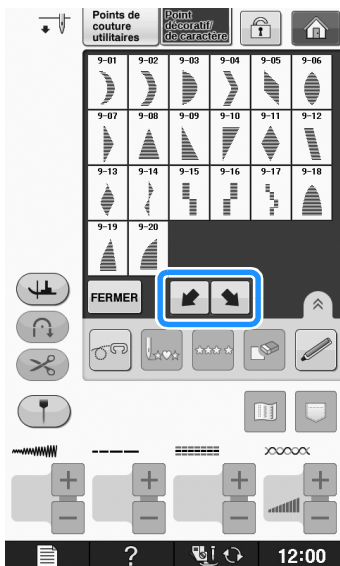 Points de
couture
utilitaires
Point
décoratif/
de caractère
9-01 9-02 9-03 9-04 9-05 9-06
9-07 9-08 9-09 9-10 9-11 9-12
9-13 9-14 9-15 9-16 9-17 9-18
9-19 9-20
FERMER
+ + + +
− − − −
? 12:00